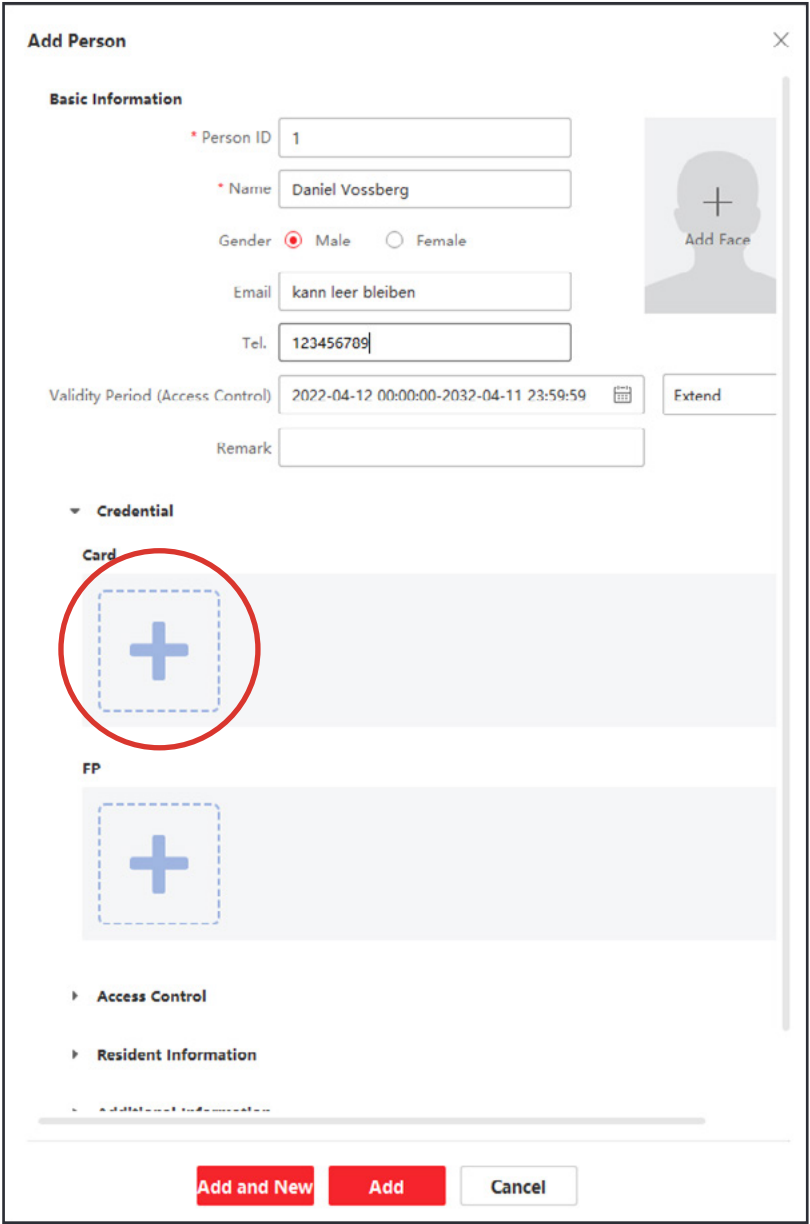 Add Person
Basic Information
* Person ID 1
* Name Daniel Vossberg
Add Face
Gender Male Female
Email kann leer bleiben
Tel. 123456789
Validity Period (Access Control) 2022-04-12 00:00:00-2032-04-11 23:59:59 Extend
Remark
Credential
Card
FP
Access Control
Resident Information
Additional Information
Add and New Add Cancel